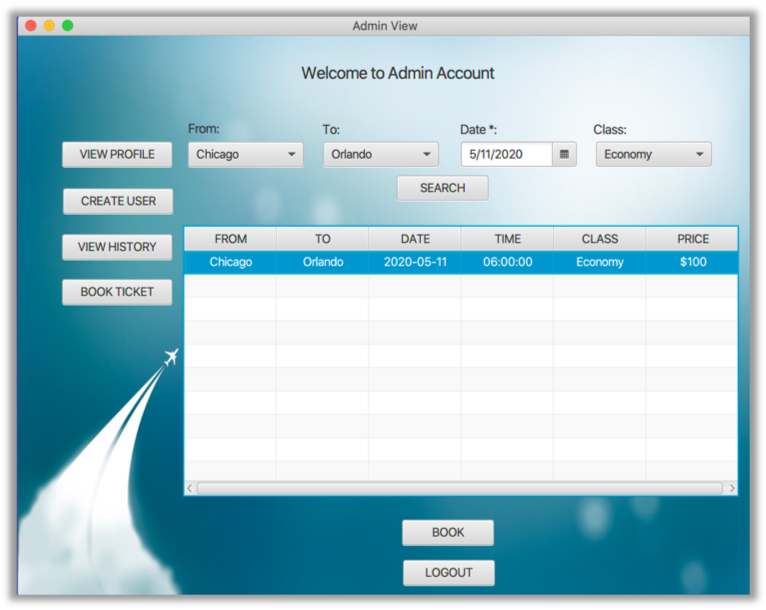 Admin View
Welcome to Admin Account
From: To: Date *: Class:
VIEW PROFILE Chicago Orlando 5/11/2020 Economy
SEARCH
CREATE USER
FROM TO DATE TIME CLASS PRICE
VIEW HISTORY
Chicago Orlando 2020-05-11 06:00:00 Economy $100
BOOK TICKET
BOOK
LOGOUT